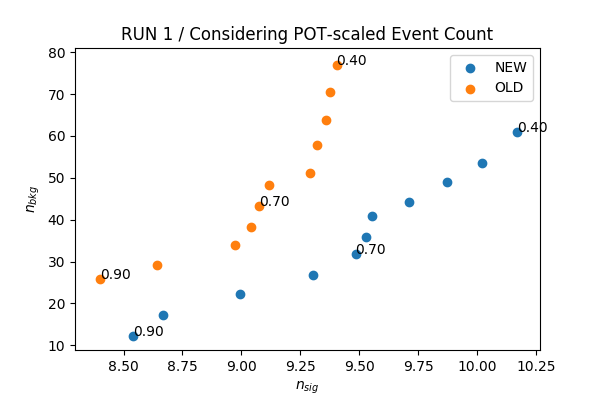 RUN 1 / Considering POT-scaled Event Count
80
70
60
50
40
30
20
10
n_bkg
NEW
OLD
0.40
0.40
0.70
0.70
0.90
0.90
8.50 8.75 9.00 9.25 9.50 9.75 10.00 10.25
n_sig